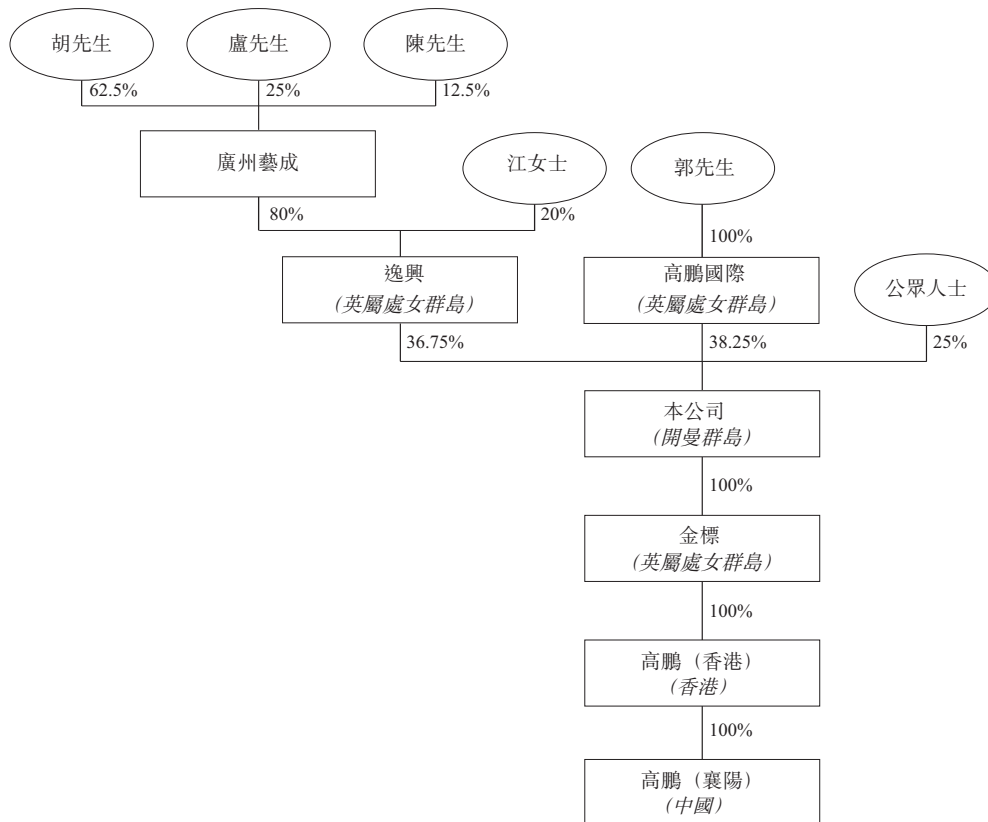 胡先生
盧先生
陳先生
62.5%
25%
12.5%
廣州藝成
江女士
郭先生
80%
20%
100%
逸興
(英屬處女群島)
高鵬國際
(英屬處女群島)
公眾人士
36.75%
38.25%
25%
本公司
(開曼群島)
100%
金標
(英屬處女群島)
100%
高鵬（香港）
(香港)
100%
高鵬（襄陽）
(中國)